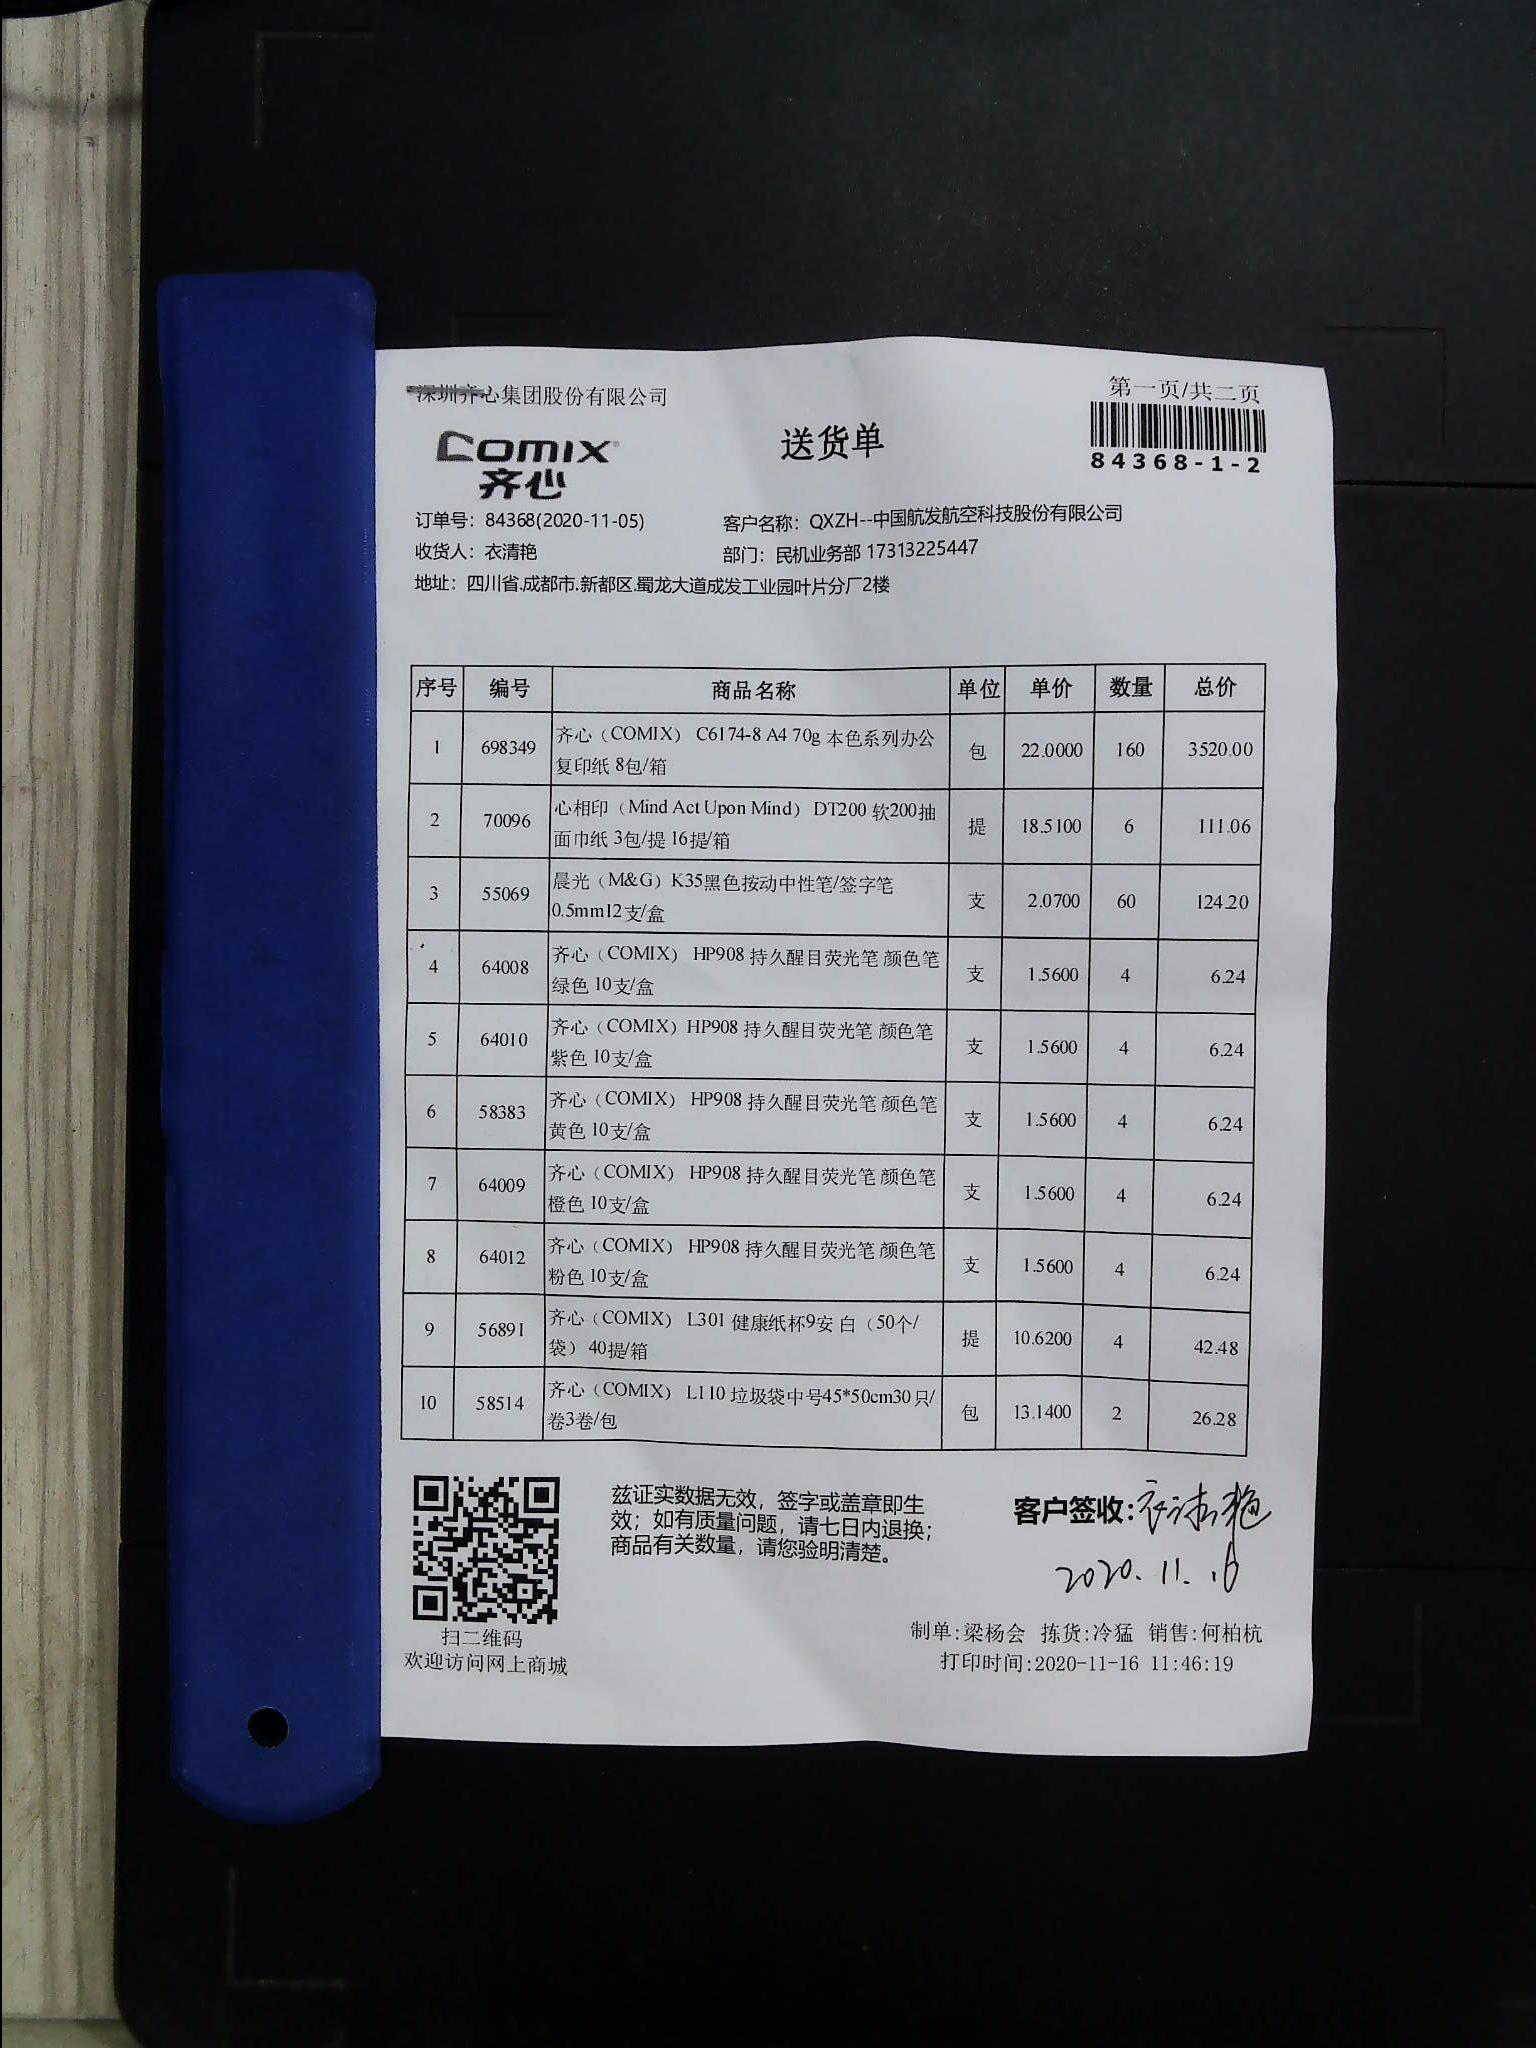 深圳齐心集团股份有限公司
第一页/共二页
COMIX
齐心
送货单
84368-1-2
订单号：84368(2020-11-05)
客户名称：QXZH--中国航发航空科技股份有限公司
收货人：衣清艳
部门：民机业务部 17313225447
地址：四川省.成都市.新都区.蜀龙大道成发工业园叶片分厂2楼
序号 编号 商品名称 单位 单价 数量 总价
1 698349 齐心（COMIX） C6174-8 A4 70g 本色系列办公
复印纸 8包/箱 包 22.0000 160 3520.00
2 70096 心相印（Mind Act Upon Mind） DT200 软200抽
面巾纸 3包/提 16提/箱 提 18.5100 6 111.06
3 55069 晨光（M&G）K35黑色按动中性笔/签字笔
0.5mm12支/盒 支 2.0700 60 124.20
4 64008 齐心（COMIX） HP908 持久醒目荧光笔 颜色笔
绿色 10支/盒 支 1.5600 4 6.24
5 64010 齐心（COMIX）HP908 持久醒目荧光笔 颜色笔
紫色 10支/盒 支 1.5600 4 6.24
6 58383 齐心（COMIX） HP908 持久醒目荧光笔 颜色笔
黄色 10支/盒 支 1.5600 4 6.24
7 64009 齐心（COMIX） HP908 持久醒目荧光笔 颜色笔
橙色 10支/盒 支 1.5600 4 6.24
8 64012 齐心（COMIX） HP908 持久醒目荧光笔 颜色笔
粉色 10支/盒 支 1.5600 4 6.24
9 56891 齐心（COMIX） L301 健康纸杯9安 白（50个/
袋）40提/箱 提 10.6200 4 42.48
10 58514 齐心（COMIX） L110 垃圾袋中号45*50cm30只/
卷3卷/包 包 13.1400 2 26.28
兹证实数据无效，签字或盖章即生
效；如有质量问题，请七日内退换；
商品有关数量，请您验明清楚。
客户签收：衣清艳
2020.11.16
扫二维码
欢迎访问网上商城
制单:梁杨会 拣货:冷猛 销售:何柏杭
打印时间:2020-11-16 11:46:19